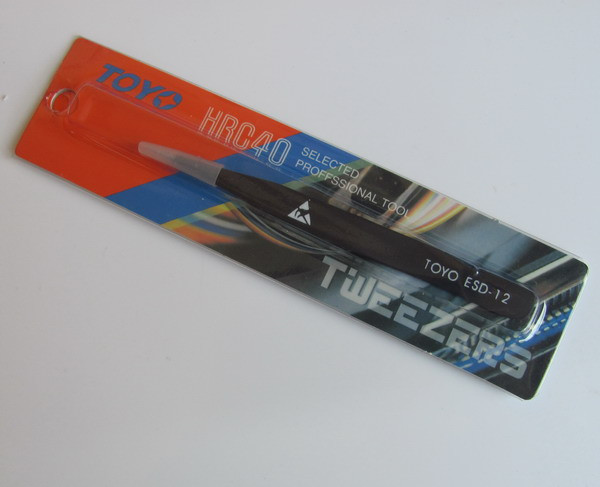 TOYO
HRC40
SELECTED
PROFFSSIONAL TOOL
TOYO ESD-12
TWEEZERS